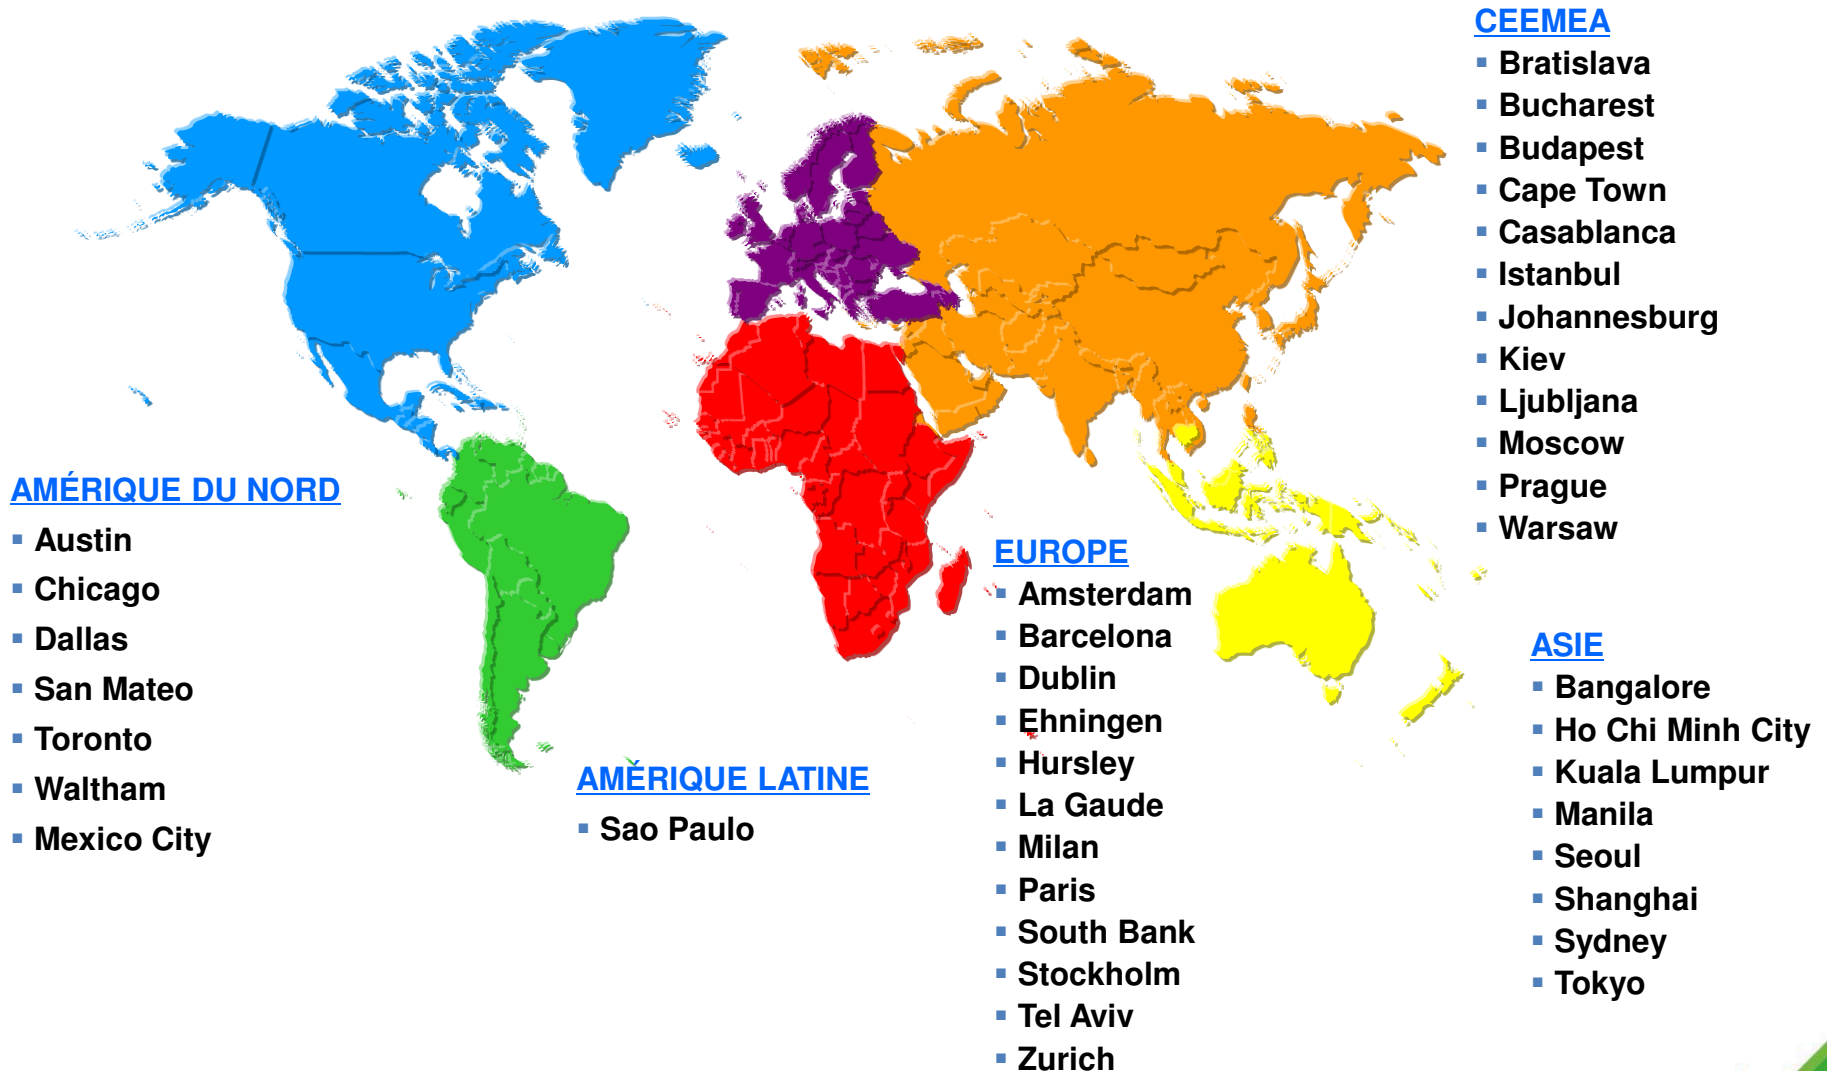 CEEMEA
Bratislava
Bucharest
Budapest
Cape Town
Casablanca
Istanbul
Johannesburg
Kiev
Ljubljana
Moscow
Prague
Warsaw
AMÉRIQUE DU NORD
Austin
Chicago
Dallas
San Mateo
Toronto
Waltham
Mexico City
AMÉRIQUE LATINE
Sao Paulo
EUROPE
Amsterdam
Barcelona
Dublin
Ehningen
Hursley
La Gaude
Milan
Paris
South Bank
Stockholm
Tel Aviv
Zurich
ASIE
Bangalore
Ho Chi Minh City
Kuala Lumpur
Manila
Seoul
Shanghai
Sydney
Tokyo